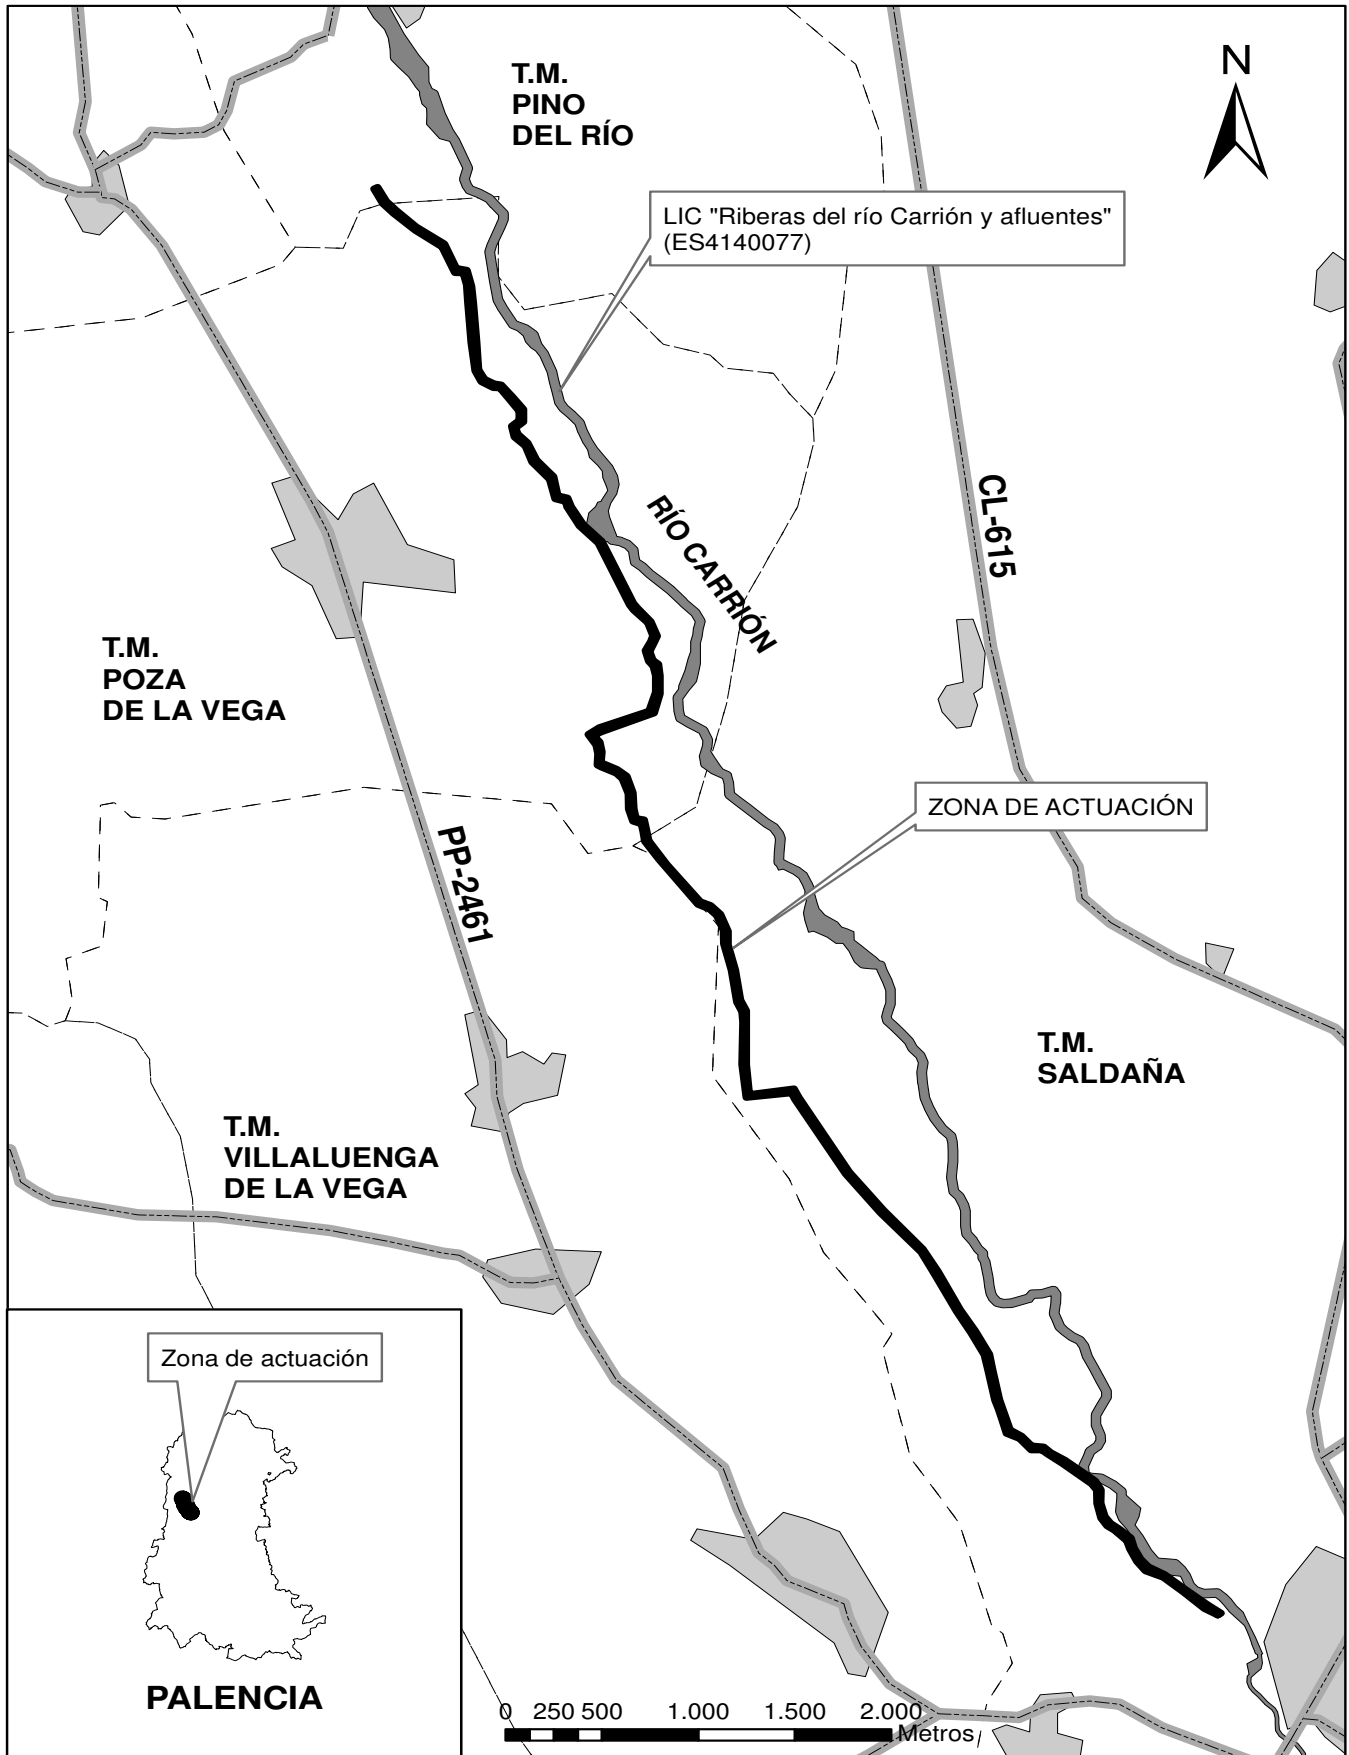 N
T.M.
PINO
DEL RÍO
LIC "Riberas del río Carrión y afluentes"
(ES4140077)
CL-615
RÍO CARRIÓN
T.M.
POZA
DE LA VEGA
ZONA DE ACTUACIÓN
PP-2461
T.M.
SALDAÑA
T.M.
VILLALUENGA
DE LA VEGA
Zona de actuación
PALENCIA
0 250 500 1.000 1.500 2.000
Metros